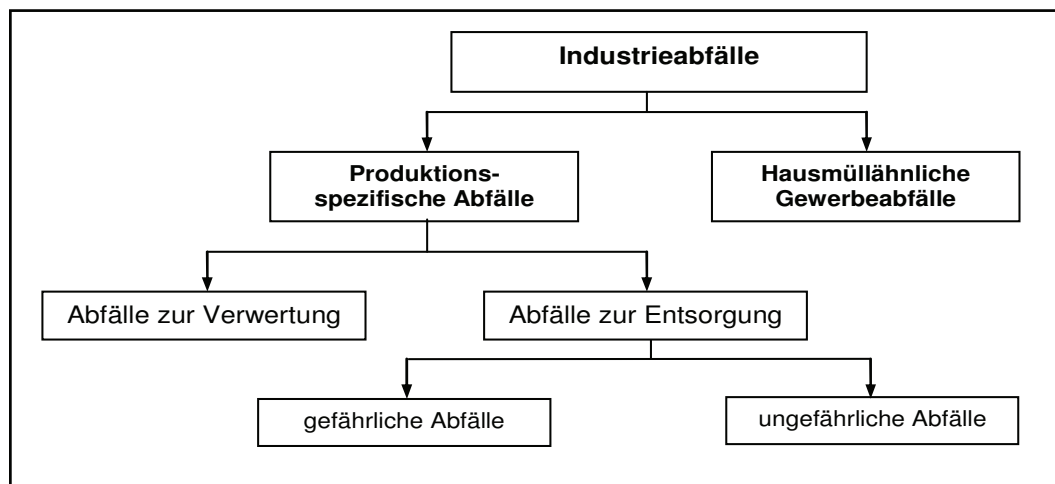 Industrieabfälle
Produktions-
spezifische Abfälle
Hausmüllähnliche
Gewerbeabfälle
Abfälle zur Verwertung
Abfälle zur Entsorgung
gefährliche Abfälle
ungefährliche Abfälle